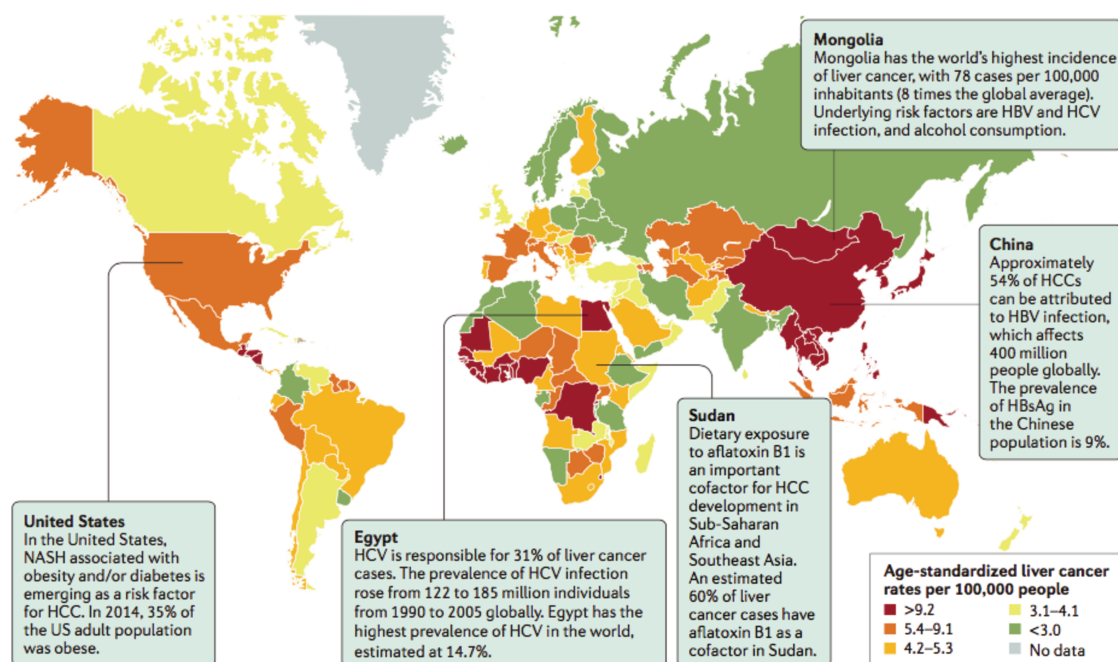 Mongolia
Mongolia has the world's highest incidence
of liver cancer, with 78 cases per 100,000
inhabitants (8 times the global average).
Underlying risk factors are HBV and HCV
infection, and alcohol consumption.
China
Approximately
54% of HCCs
can be attributed
to HBV infection,
which affects
400 million
people globally.
The prevalence
of HBsAg in
the Chinese
population is 9%.
Sudan
Dietary exposure
to aflatoxin B1 is
an important
cofactor for HCC
development in
Sub-Saharan
Africa and
Southeast Asia.
An estimated
60% of liver
cancer cases have
aflatoxin B1 as a
cofactor in Sudan.
United States
In the United States,
NASH associated with
obesity and/or diabetes is
emerging as a risk factor
for HCC. In 2014, 35% of
the US adult population
was obese.
Egypt
HCV is responsible for 31% of liver cancer
cases. The prevalence of HCV infection
rose from 122 to 185 million individuals
from 1990 to 2005 globally. Egypt has the
highest prevalence of HCV in the world,
estimated at 14.7%.
Age-standardized liver cancer
rates per 100,000 people
>9.2
5.4–9.1
4.2–5.3
3.1–4.1
<3.0
No data